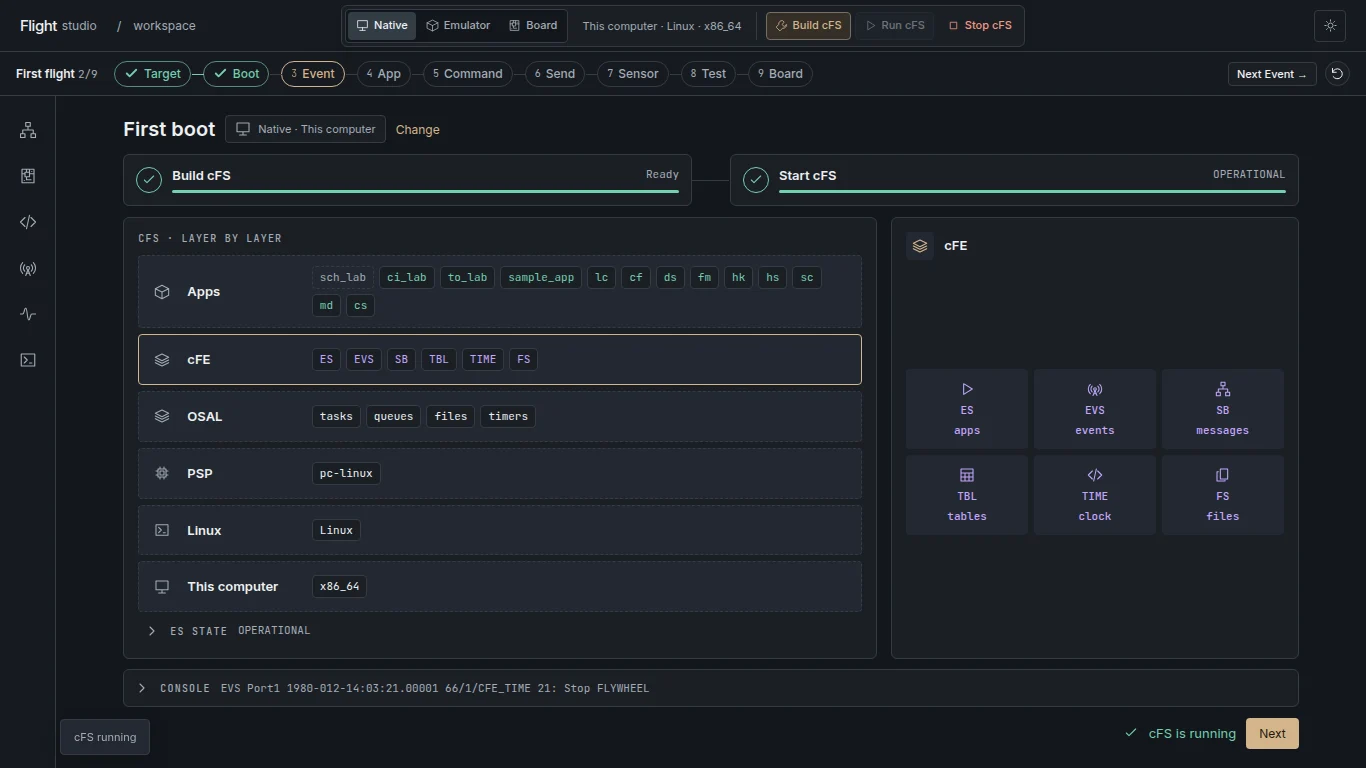 Flight studio / workspace
Native Emulator Board This computer · Linux · x86_64 Build cFS Run cFS Stop cFS
First flight 2/9 Target Boot 3 Event 4 App 5 Command 6 Send 7 Sensor 8 Test 9 Board Next Event →
First boot Native · This computer Change
Build cFS Ready
Start cFS OPERATIONAL
CFS · LAYER BY LAYER
Apps sch_lab ci_lab to_lab sample_app lc cf ds fm hk hs sc
md cs
cFE ES EVS SB TBL TIME FS
OSAL tasks queues files timers
PSP pc-linux
Linux Linux
This computer x86_64
ES STATE OPERATIONAL
cFE
ES EVS SB
apps events messages
TBL TIME FS
tables clock files
CONSOLE EVS Port1 1980-012-14:03:21.00001 66/1/CFE_TIME 21: Stop FLYWHEEL
cFS running
cFS is running Next